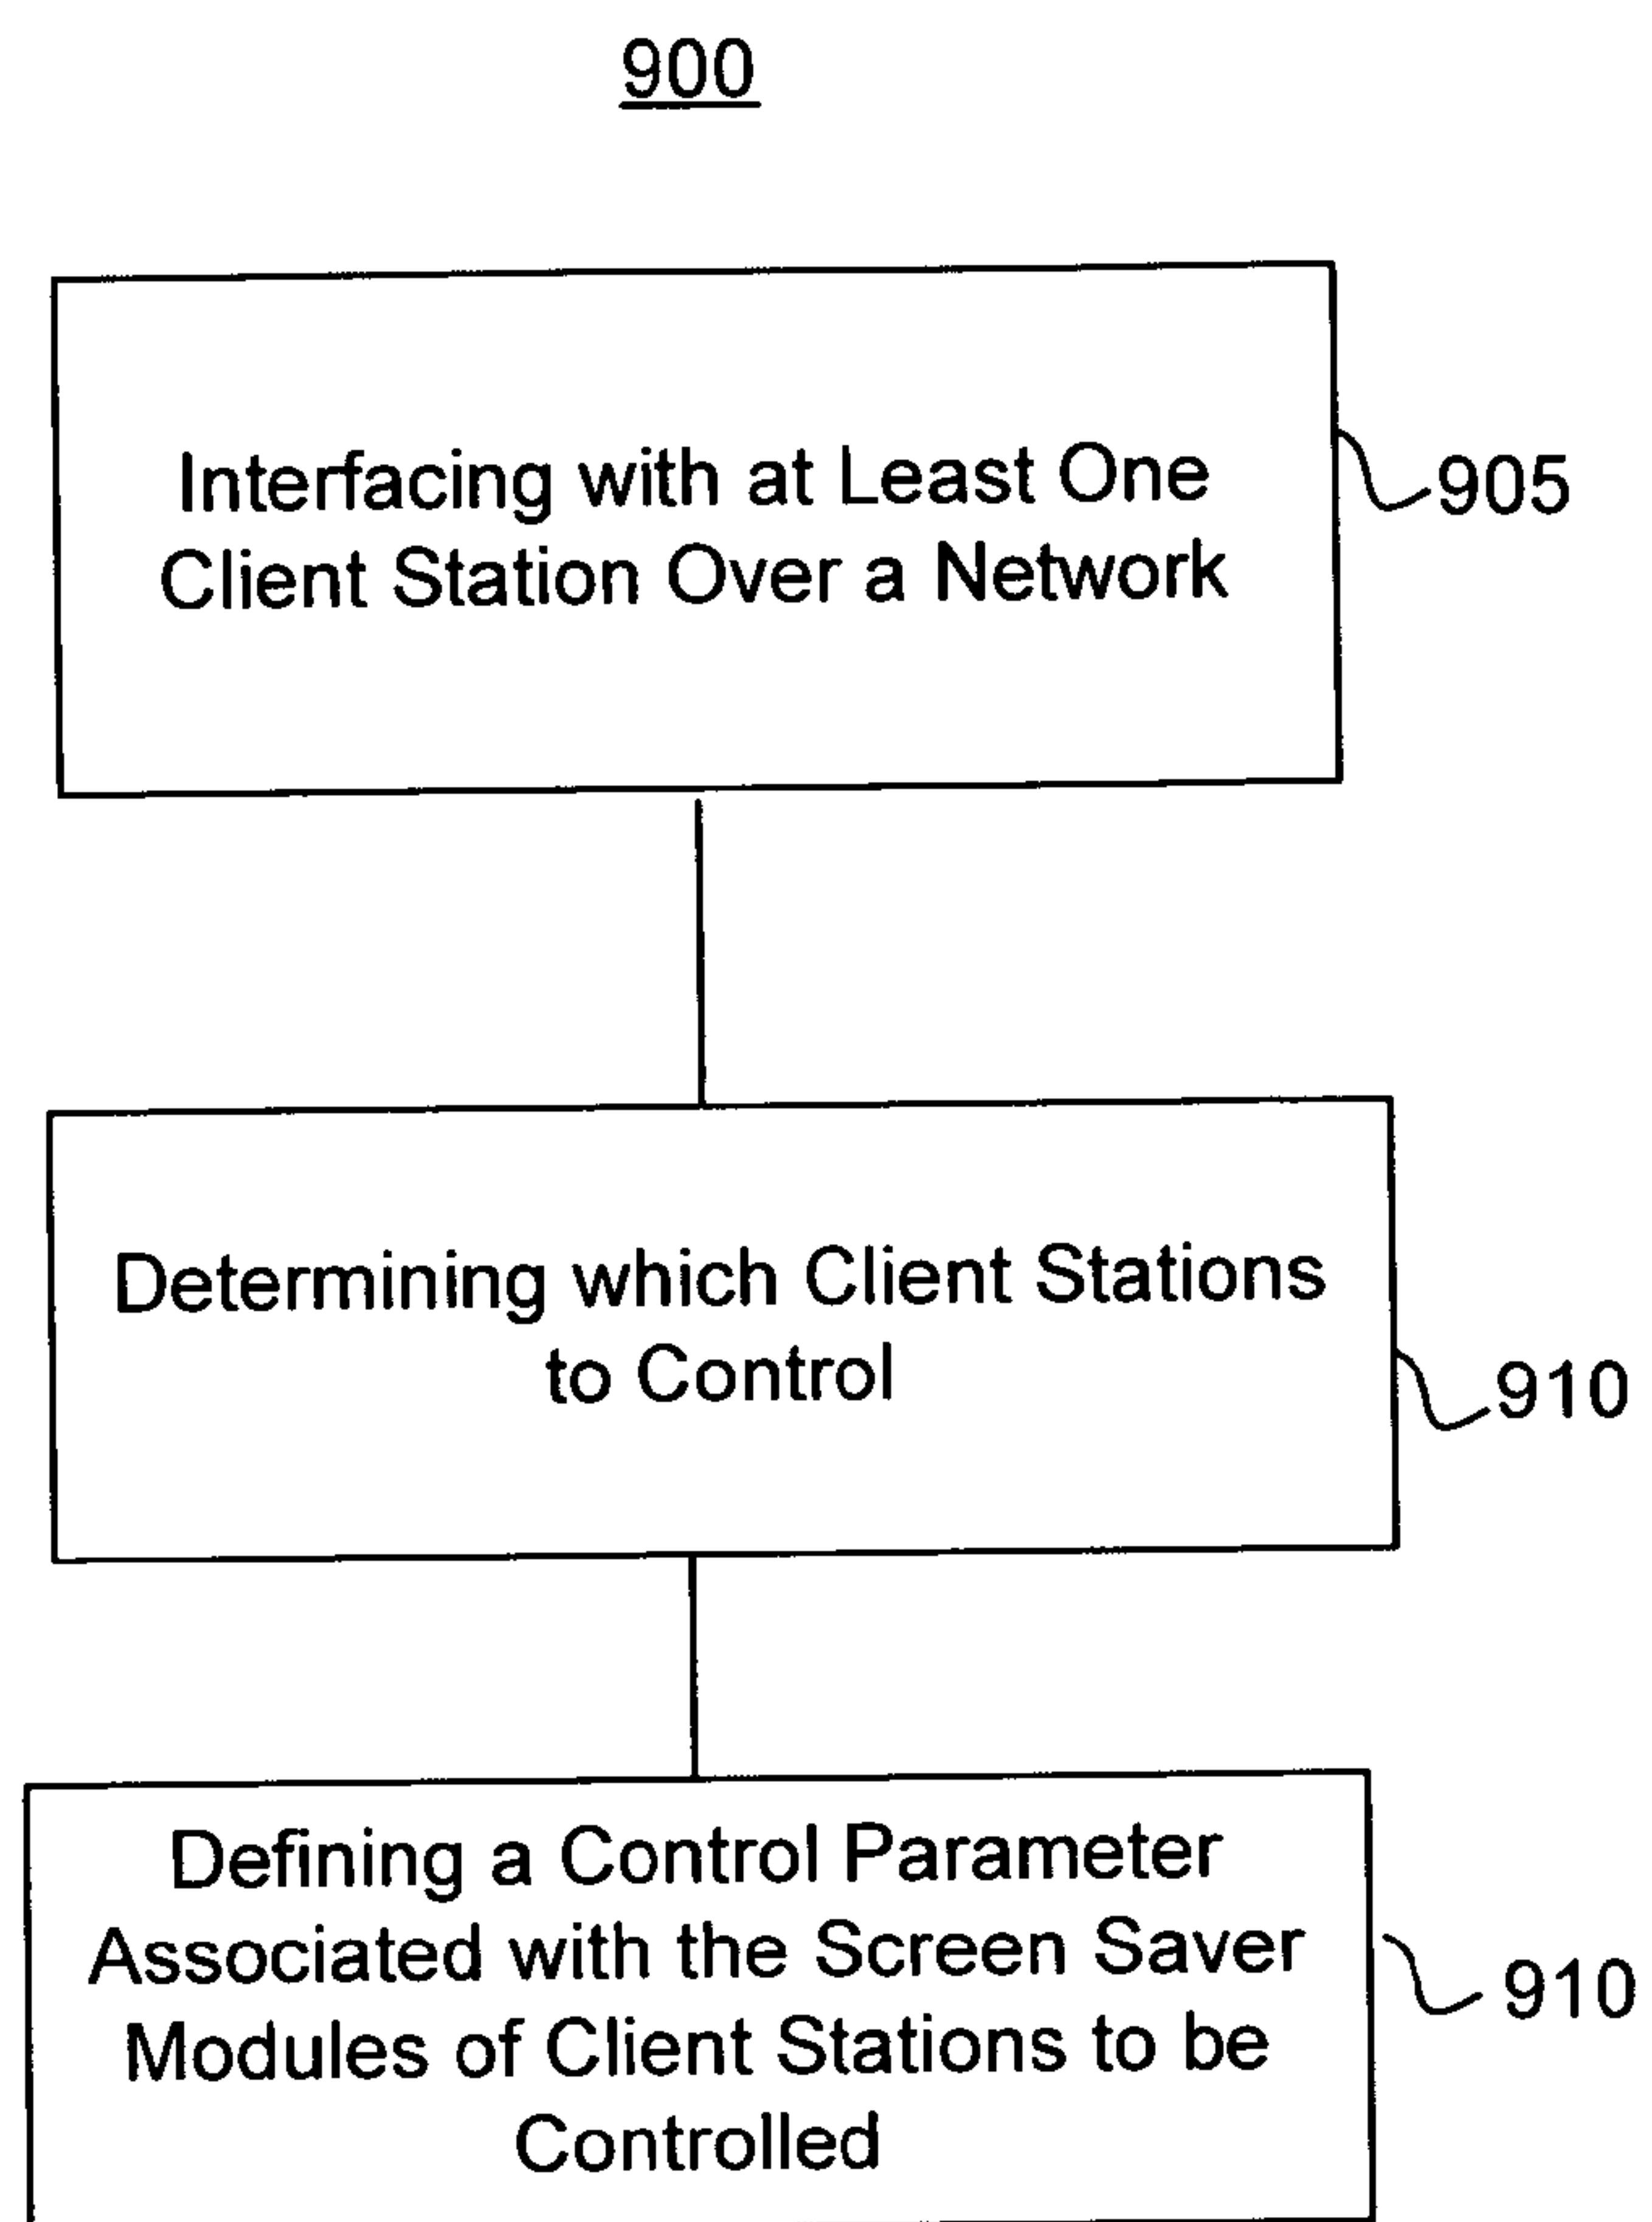 900
Interfacing with at Least One
Client Station Over a Network
905
Determining which Client Stations
to Control
910
Defining a Control Parameter
Associated with the Screen Saver
Modules of Client Stations to be
Controlled
910